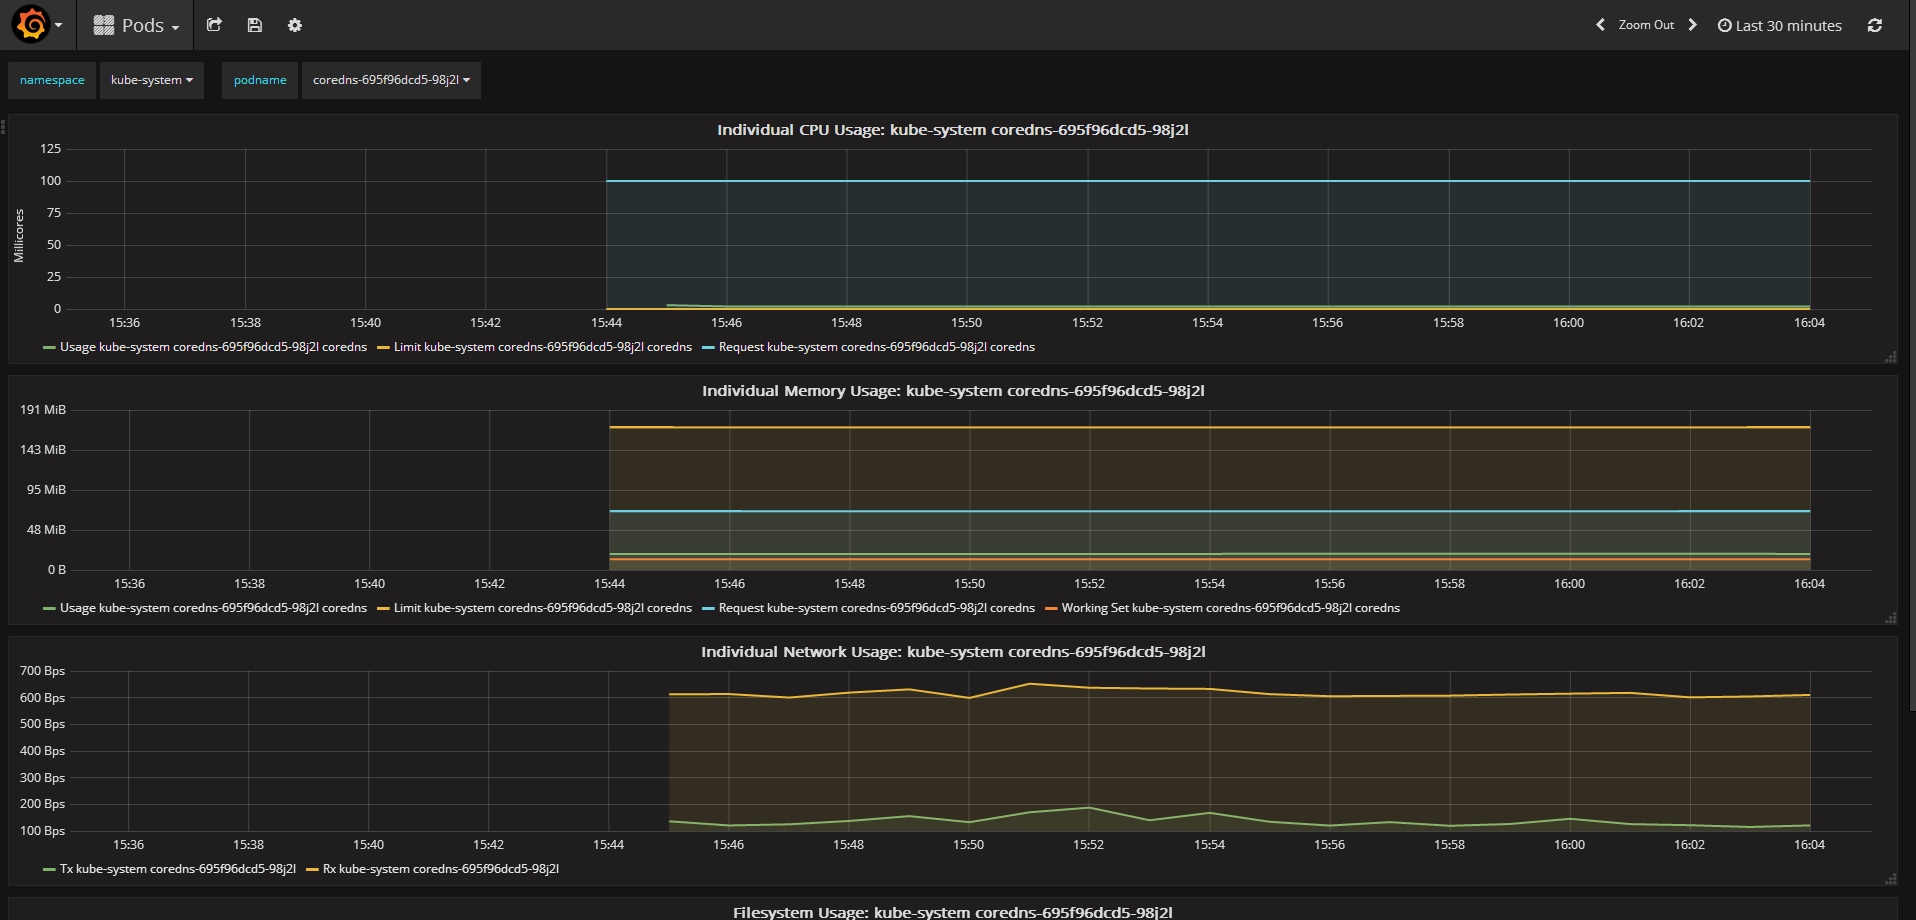 Pods
Zoom Out
Last 30 minutes
namespace kube-system podname coredns-695f96dcd5-98j2l
Individual CPU Usage: kube-system coredns-695f96dcd5-98j2l
Millicores
125
100
75
50
25
0
15:36 15:38 15:40 15:42 15:44 15:46 15:48 15:50 15:52 15:54 15:56 15:58 16:00 16:02 16:04
Usage kube-system coredns-695f96dcd5-98j2l coredns Limit kube-system coredns-695f96dcd5-98j2l coredns Request kube-system coredns-695f96dcd5-98j2l coredns
Individual Memory Usage: kube-system coredns-695f96dcd5-98j2l
191 MiB
143 MiB
95 MiB
48 MiB
0 B
15:36 15:38 15:40 15:42 15:44 15:46 15:48 15:50 15:52 15:54 15:56 15:58 16:00 16:02 16:04
Usage kube-system coredns-695f96dcd5-98j2l coredns Limit kube-system coredns-695f96dcd5-98j2l coredns Request kube-system coredns-695f96dcd5-98j2l coredns Working Set kube-system coredns-695f96dcd5-98j2l coredns
Individual Network Usage: kube-system coredns-695f96dcd5-98j2l
700 Bps
600 Bps
500 Bps
400 Bps
300 Bps
200 Bps
100 Bps
15:36 15:38 15:40 15:42 15:44 15:46 15:48 15:50 15:52 15:54 15:56 15:58 16:00 16:02 16:04
Tx kube-system coredns-695f96dcd5-98j2l Rx kube-system coredns-695f96dcd5-98j2l
Filesystem Usage: kube-system coredns-695f96dcd5-98j2l